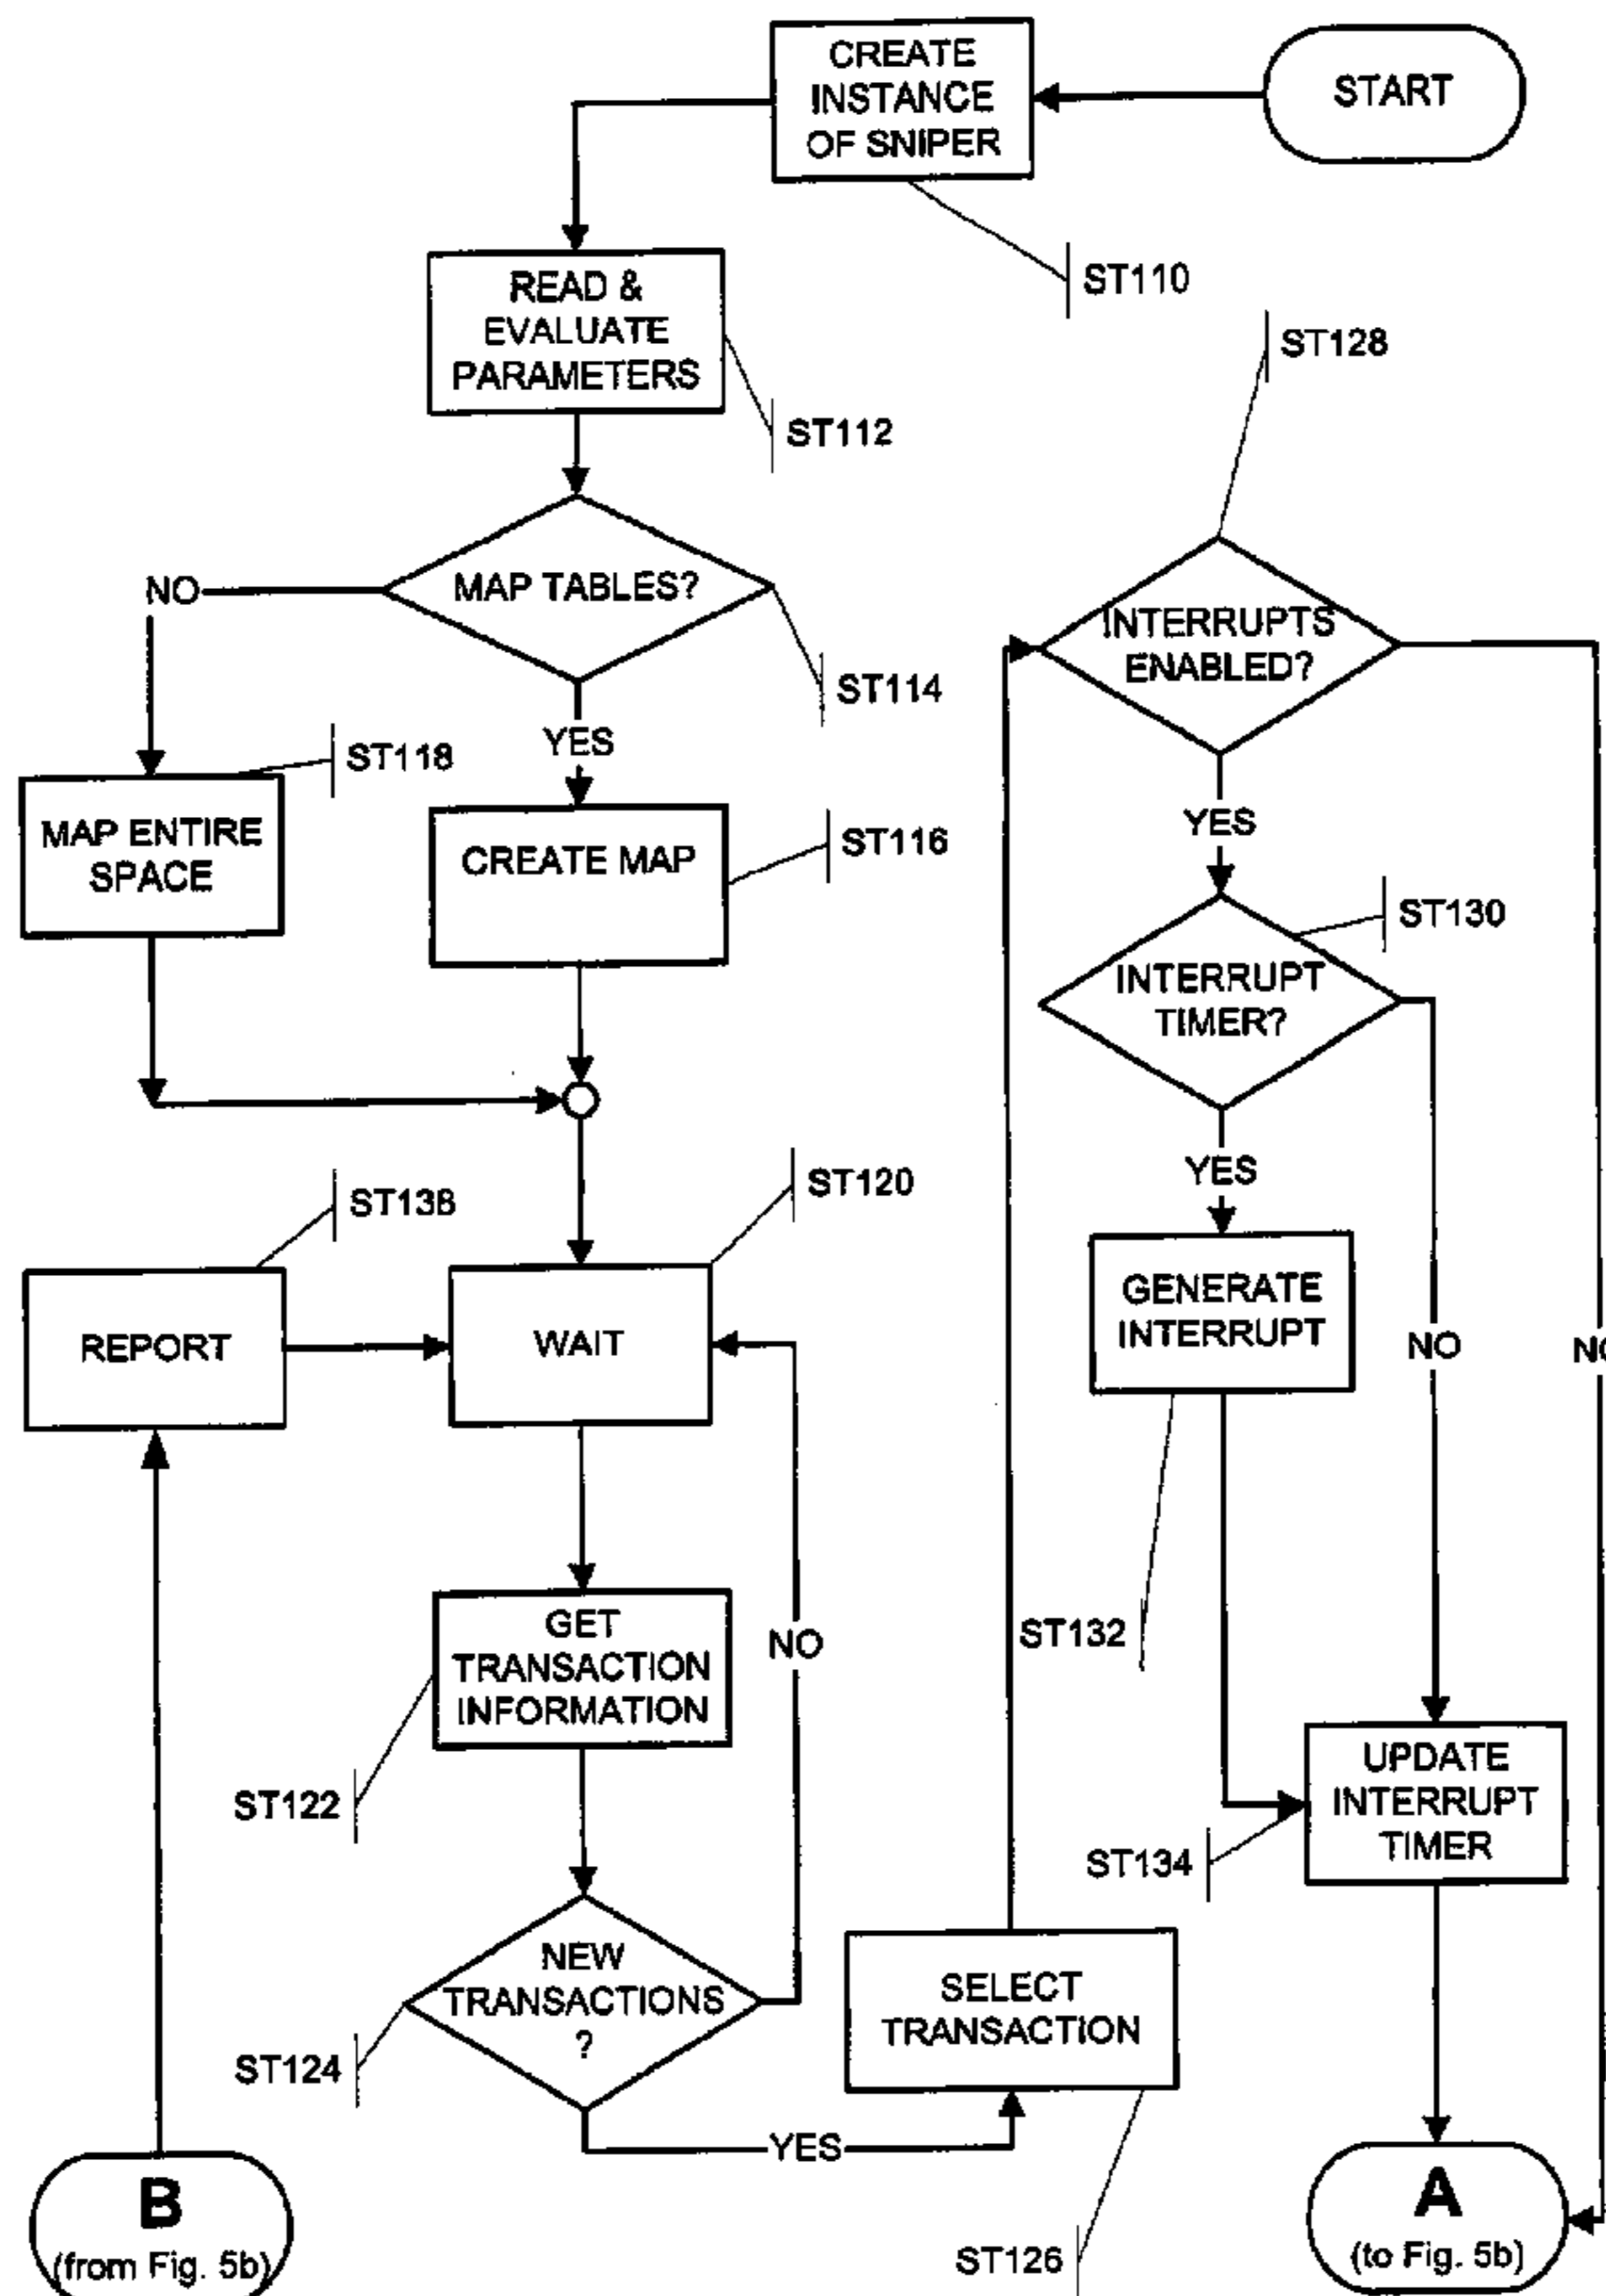 START
CREATE
INSTANCE
OF SNIPER
ST110
READ &
EVALUATE
PARAMETERS
ST112
MAP TABLES?
ST114
NO
YES
ST118
MAP ENTIRE
SPACE
CREATE MAP
ST116
ST138
REPORT
ST120
WAIT
GET
TRANSACTION
INFORMATION
ST122
NO
NEW
TRANSACTIONS
?
ST124
YES
SELECT
TRANSACTION
ST126
ST128
INTERRUPTS
ENABLED?
YES
NO
ST130
INTERRUPT
TIMER?
YES
NO
GENERATE
INTERRUPT
ST132
UPDATE
INTERRUPT
TIMER
ST134
B
(from Fig. 5b)
A
(to Fig. 5b)